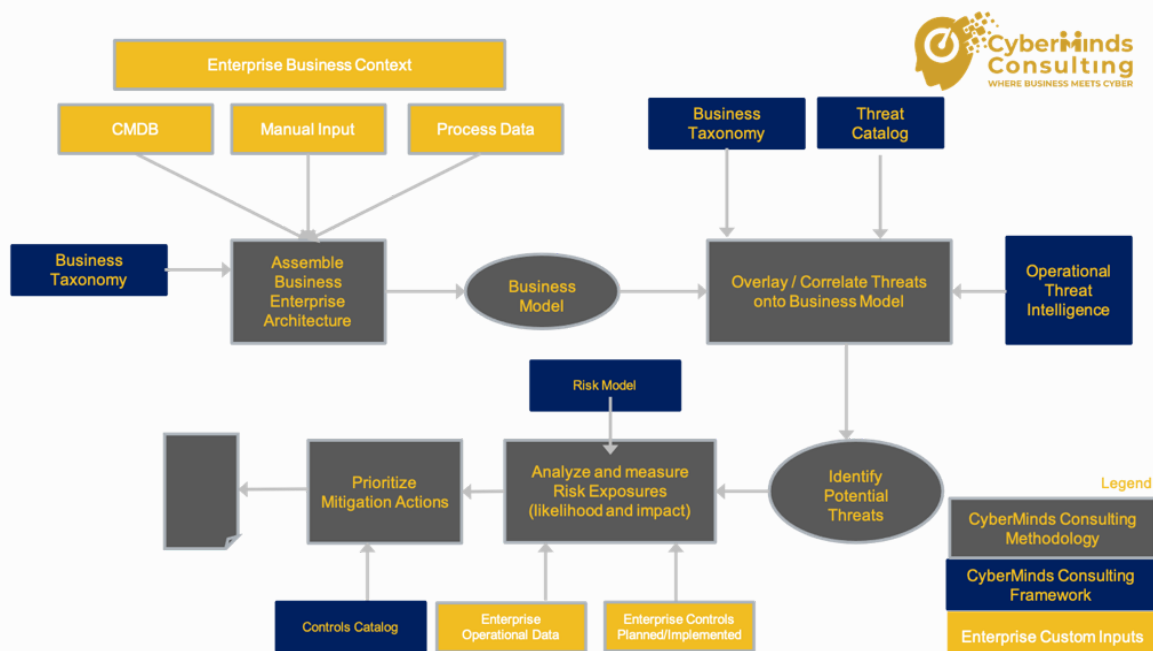 CyberMinds
Consulting
WHERE BUSINESS MEETS CYBER
Enterprise Business Context
CMDB
Manual Input
Process Data
Business
Taxonomy
Threat
Catalog
Business
Taxonomy
Assemble
Business
Enterprise
Architecture
Business
Model
Overlay / Correlate Threats
onto Business Model
Operational
Threat
Intelligence
Risk Model
Prioritize
Mitigation Actions
Analyze and measure
Risk Exposures
(likelihood and impact)
Identify
Potential
Threats
Legend
CyberMinds Consulting
Methodology
CyberMinds Consulting
Framework
Enterprise Custom Inputs
Controls Catalog
Enterprise
Operational Data
Enterprise Controls
Planned/Implemented